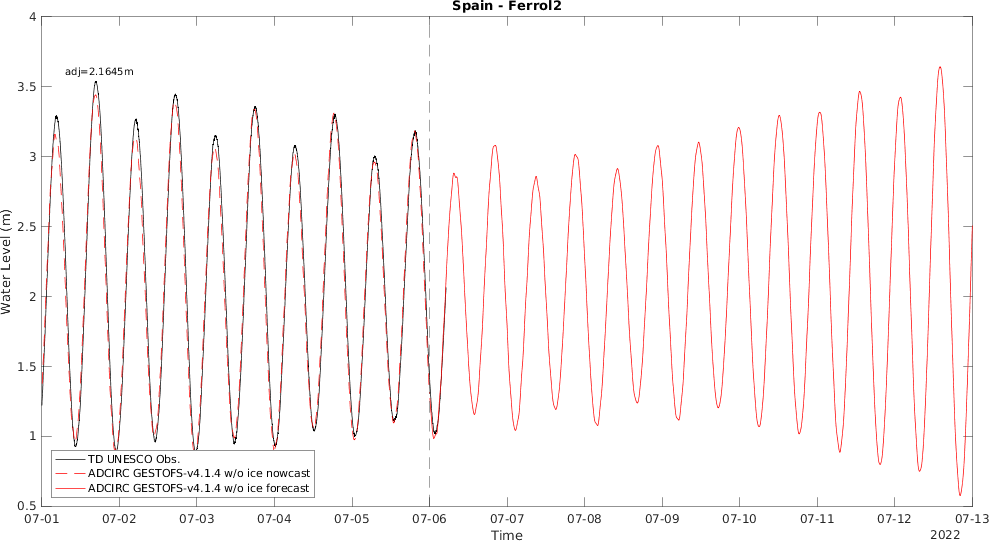 Spain - Ferrol2
adj=2.1645m
4
3.5
3
2.5
2
1.5
1
0.5
Water Level (m)
TD UNESCO Obs.
ADCIRC GESTOFS-v4.1.4 w/o ice nowcast
ADCIRC GESTOFS-v4.1.4 w/o ice forecast
07-01 07-02 07-03 07-04 07-05 07-06 07-07 07-08 07-09 07-10 07-11 07-12 07-13
Time
2022